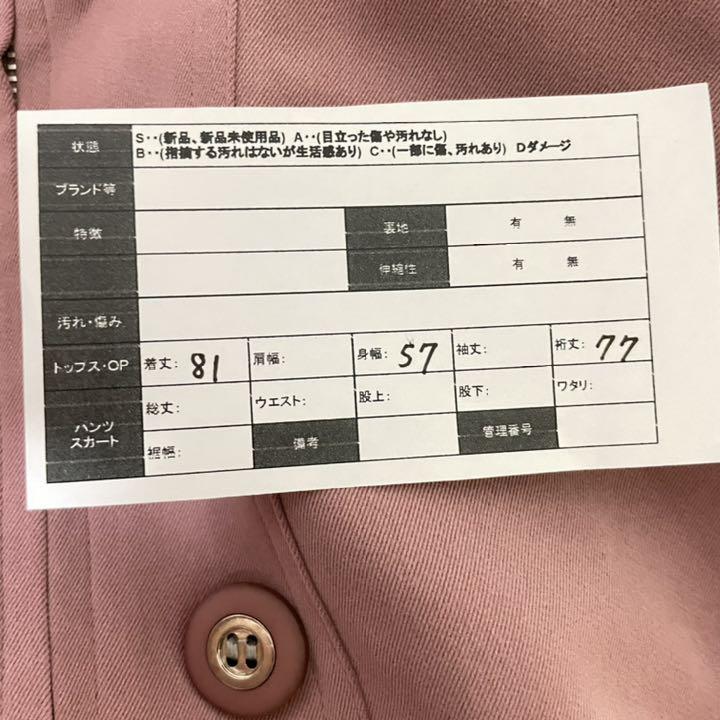 状態 S‥(新品、新品未使用品) A‥(目立った傷や汚れなし)
B‥(指摘する汚れはないが生活感あり) C‥(一部に傷、汚れあり) Dダメージ
ブランド等
特徴 裏地 有 無
伸縮性 有 無
汚れ・傷み
トップス・OP 着丈: 81 肩幅: 身幅: 57 袖丈: 裄丈: 77
パンツ
スカート
総丈: ウエスト: 股上: 股下: ワタリ:
裾幅: 備考 管理番号